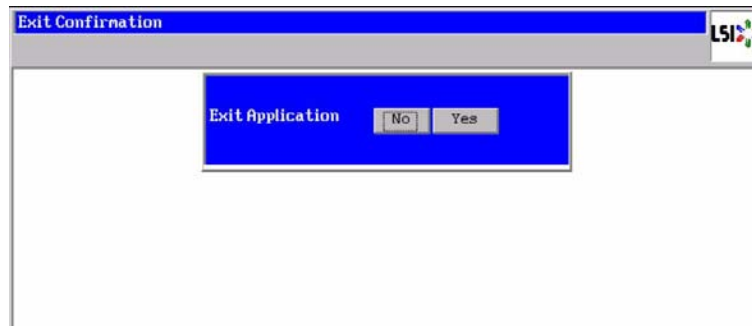 Exit Confirmation
LSI
Exit Application
No
Yes